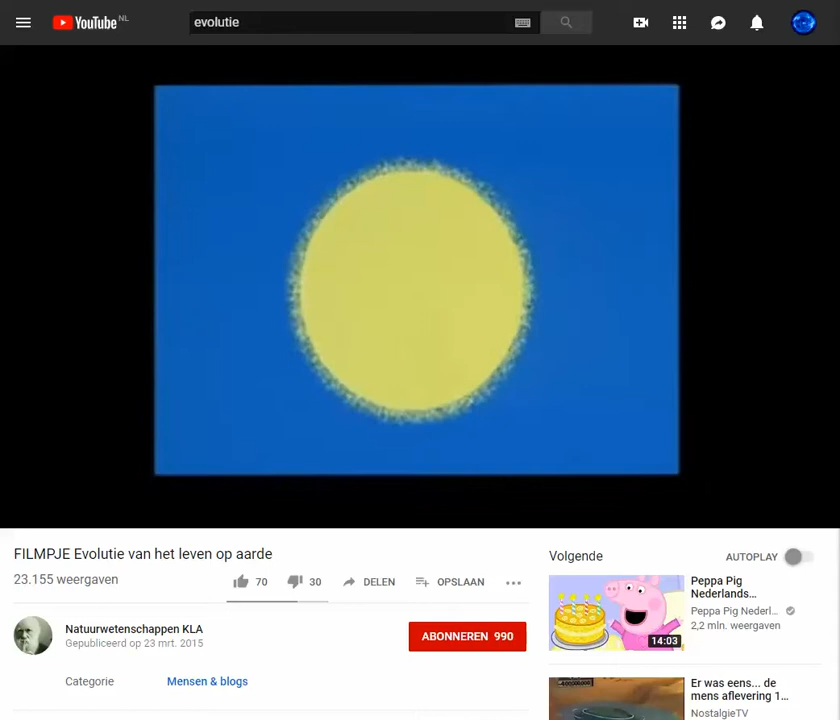 YouTube NL
evolutie
FILMPJE Evolutie van het leven op aarde
23.155 weergaven
70
30
DELEN
OPSLAAN
Natuurwetenschappen KLA
Gepubliceerd op 23 mrt. 2015
ABONNEREN 990
Categorie
Mensen & blogs
Volgende
AUTOPLAY
14:03
Peppa Pig
Nederlands...
Peppa Pig Nederl...
2,2 mln. weergaven
Er was eens... de
mens aflevering 1...
NostalgieTV